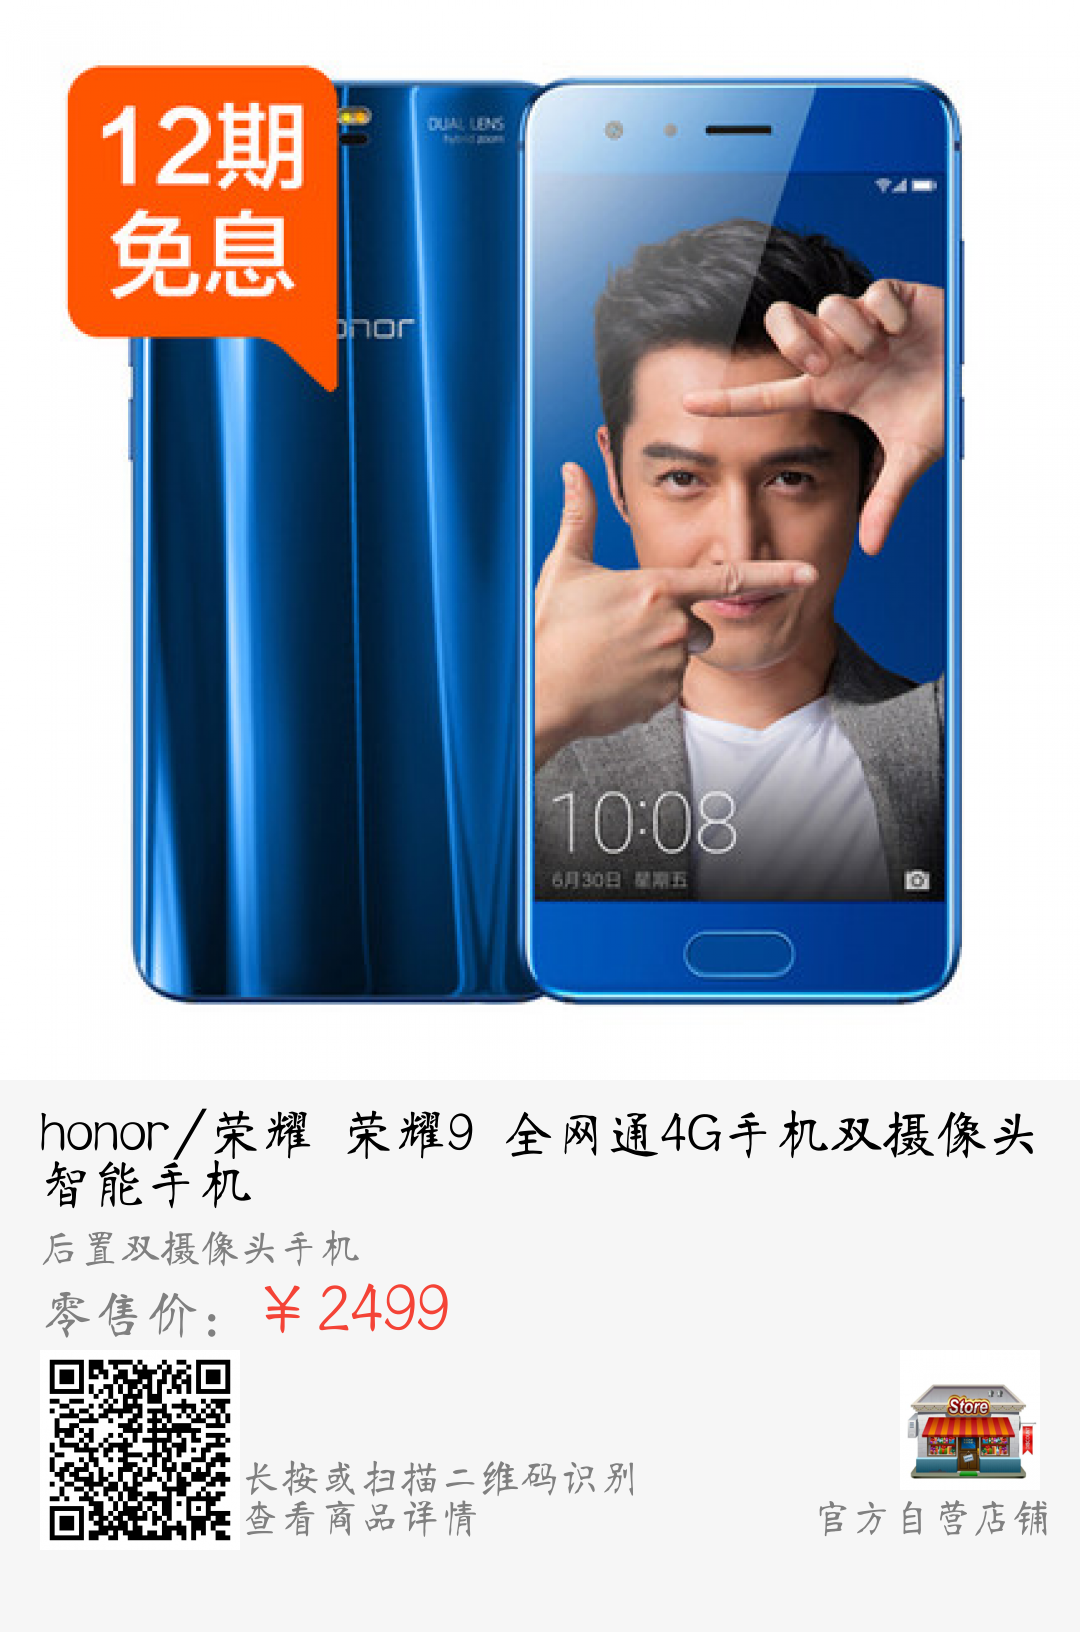 12期
免息
DUAL LENS
hybrid zoom
onor
10:08
6月30日 星期五
honor/荣耀 荣耀9 全网通4G手机双摄像头
智能手机
后置双摄像头手机
零售价： ￥2499
Store
长按或扫描二维码识别
查看商品详情
官方自营店铺